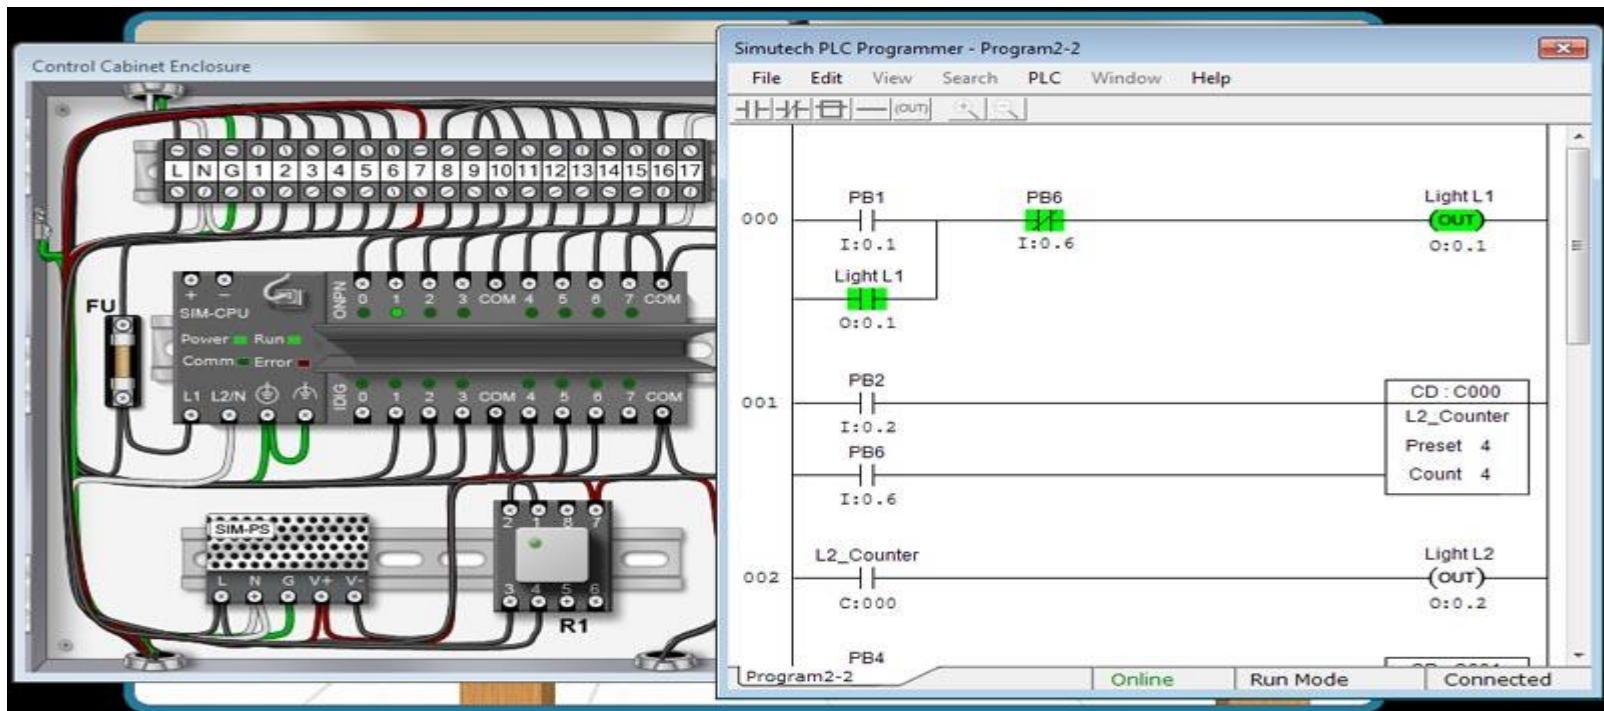 Control Cabinet Enclosure
L N G 1 2 3 4 5 6 7 8 9 10 11 12 13 14 15 16 17
FU
+ -
SIM-CPU
Power Run
Comm Error
L1 L2/N
0 1 2 3 COM 4 5 6 7 COM
0 1 2 3 COM 4 5 6 7 COM
SIM-PS
L N G V+ V-
2 1 8 7
3 4 5 6
R1
Simutech PLC Programmer - Program2-2
File Edit View Search PLC Window Help
(OUT)
PB1 PB6 Light L1
000 (OUT)
I:0.1 I:0.6 O:0.1
Light L1
O:0.1
PB2 CD : C000
001 L2_Counter
I:0.2 Preset 4
PB6 Count 4
I:0.6
L2_Counter Light L2
002 (OUT)
C:000 O:0.2
PB4
Program2-2 Online Run Mode Connected